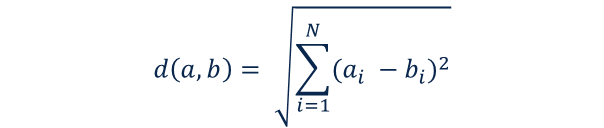 d(a, b) = √∑_{i=1}^{N} (a_i − b_i)^2